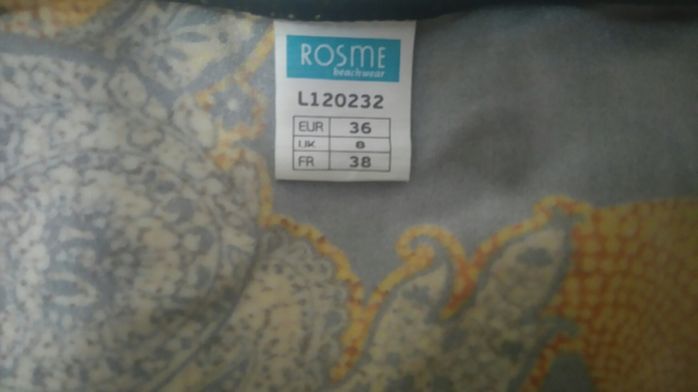 ROSME
beachwear
L120232
EUR 36
UK 8
FR 38